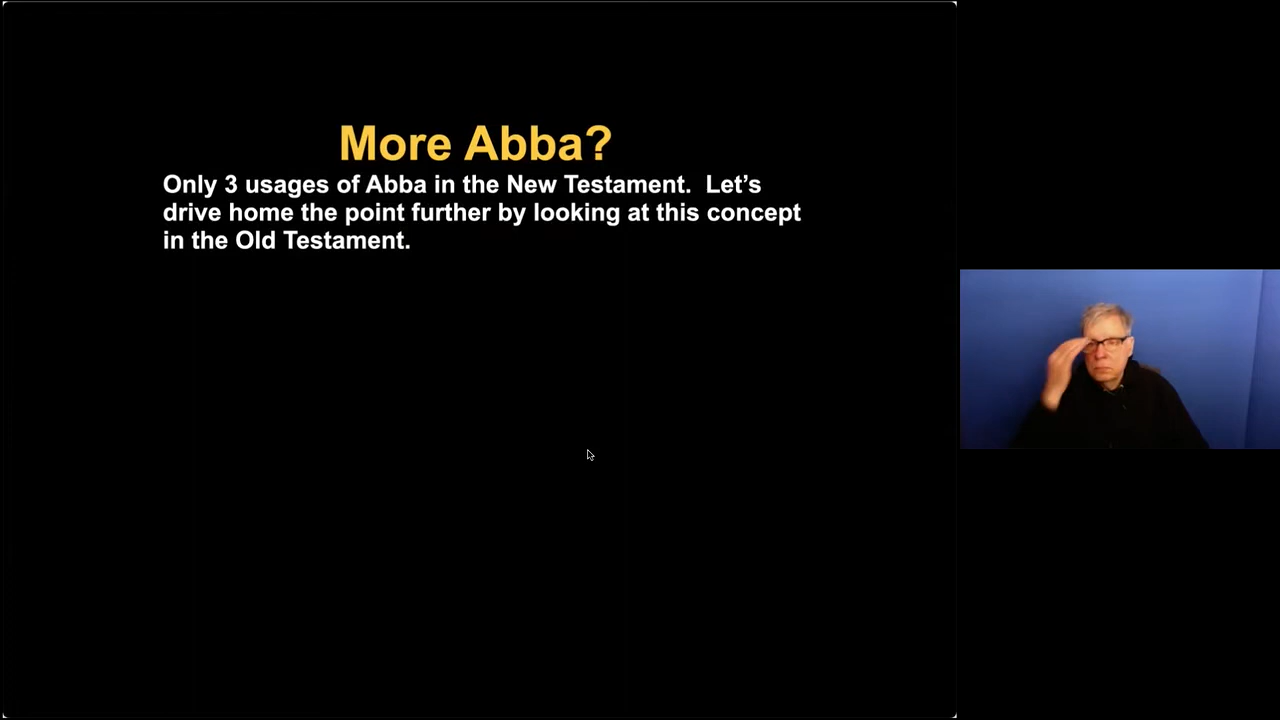 More Abba?
Only 3 usages of Abba in the New Testament.  Let’s
drive home the point further by looking at this concept
in the Old Testament.